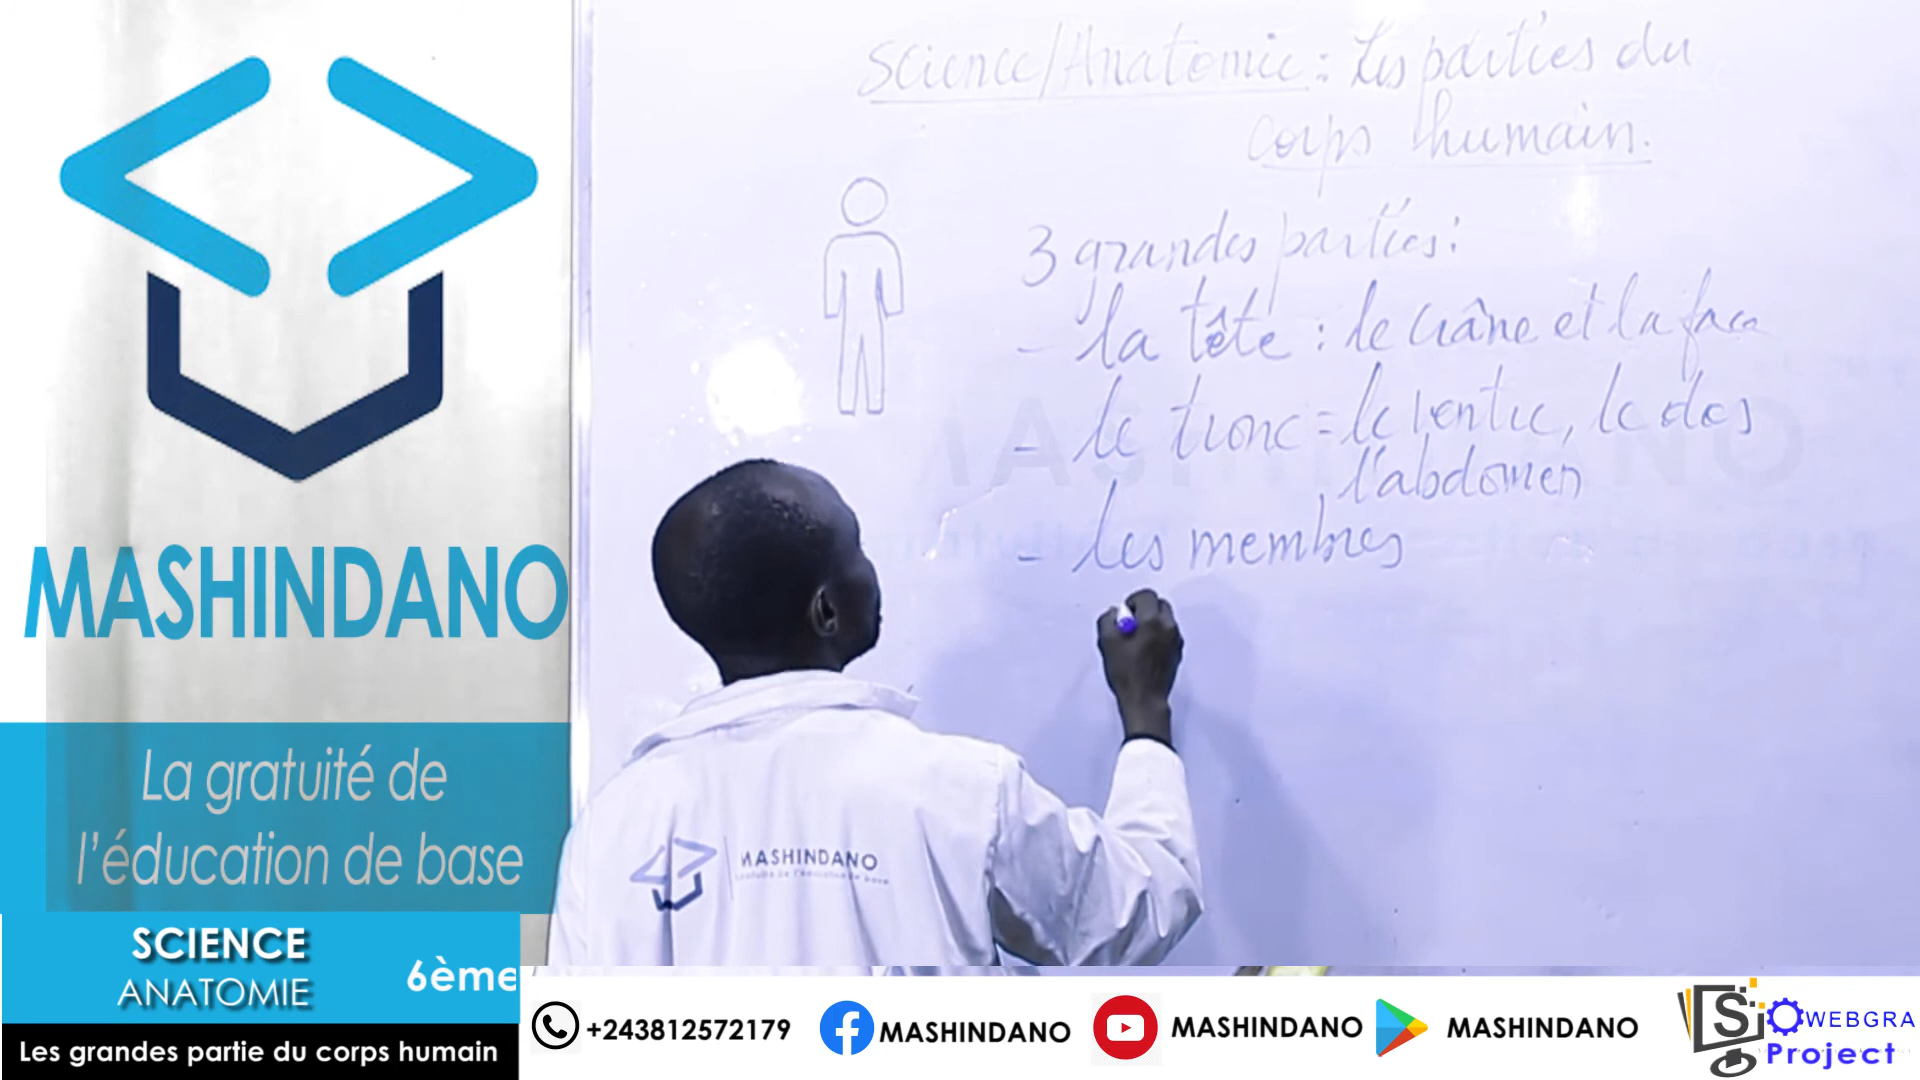 MASHINDANO
La gratuité de
l'éducation de base
SCIENCE
ANATOMIE
6ème
Les grandes partie du corps humain
Science/Anatomie : Les parties du
corps humain.
3 grandes parties :
- la tête : le crâne et la face
- le tronc = le ventre, le dos
, l'abdomen
- les membres
MASHINDANO
MASHINDANO
+243812572179
MASHINDANO
MASHINDANO
MASHINDANO
S
WEBGRA
Project